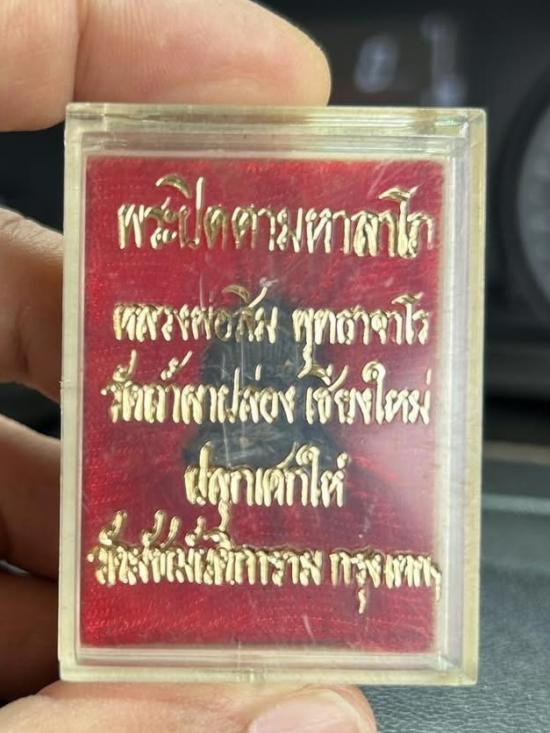 พระปิดตามหาลาโภ
หลวงพ่อสิม พุทธาจาโร
วัดถ้ำผาปล่อง เชียงใหม่
ปลุกเศกให้
กรุงเทพฯ